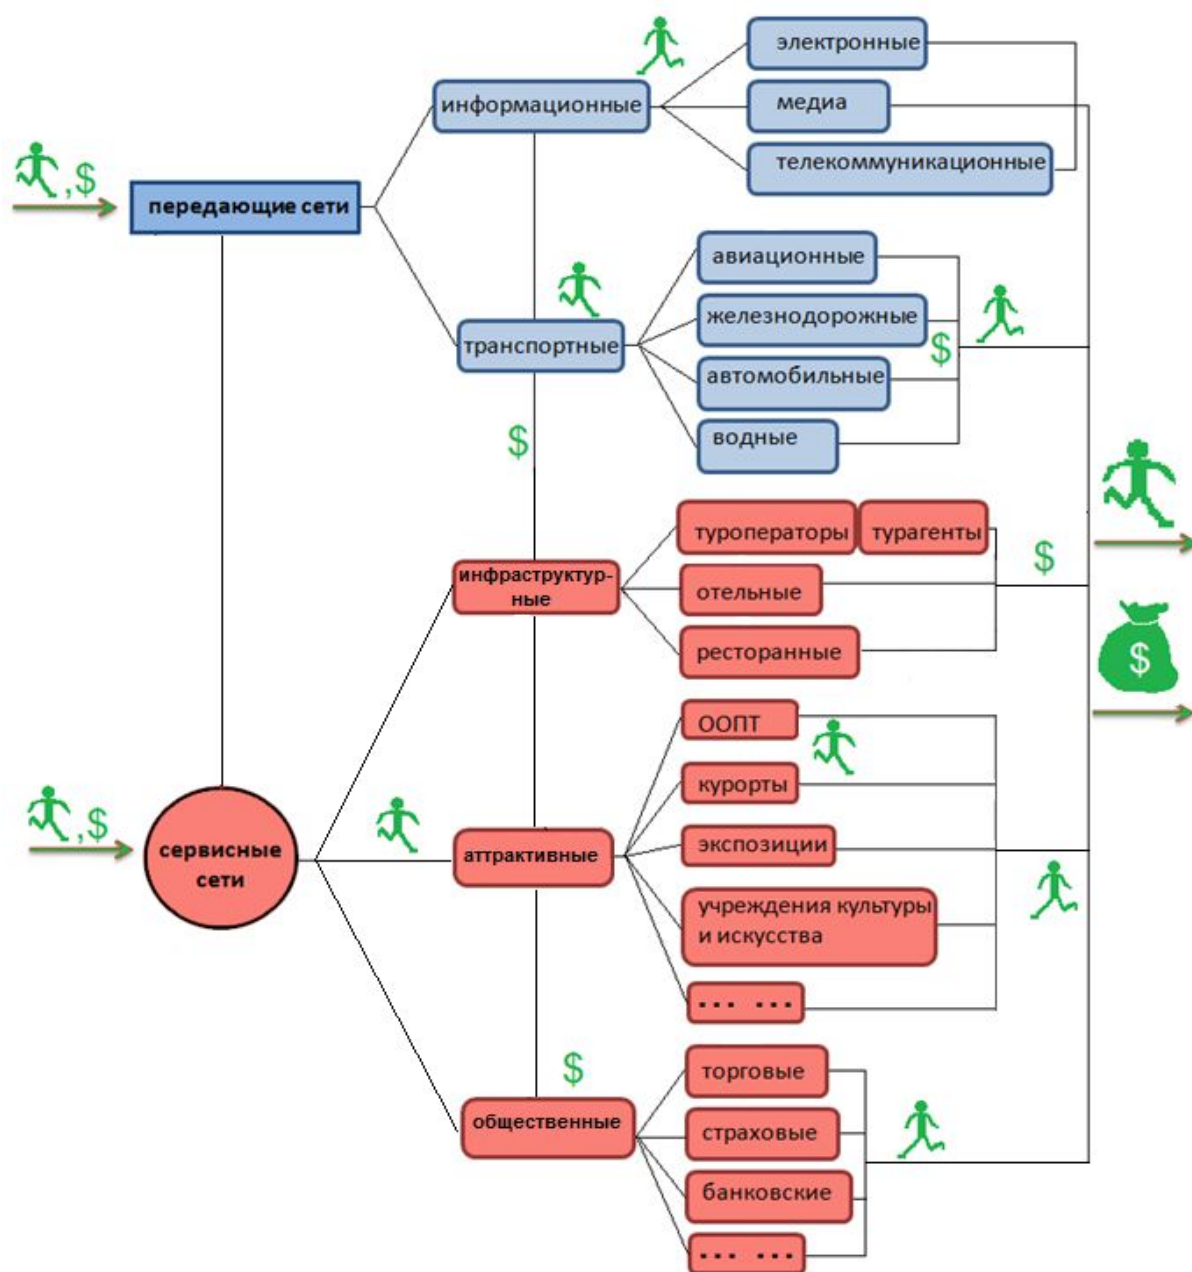 электронные
информационные
медиа
телекоммуникационные
,$
передающие сети
авиационные
железнодорожные
$
транспортные
автомобильные
$
водные
туроператоры
турагенты
$
инфраструктур-
ные
отельные
ресторанные
$
ООПТ
курорты
,$
сервисные
сети
аттрактивные
экспозиции
учреждения культуры
и искусства
... ...
$
торговые
общественные
страховые
банковские
... ...